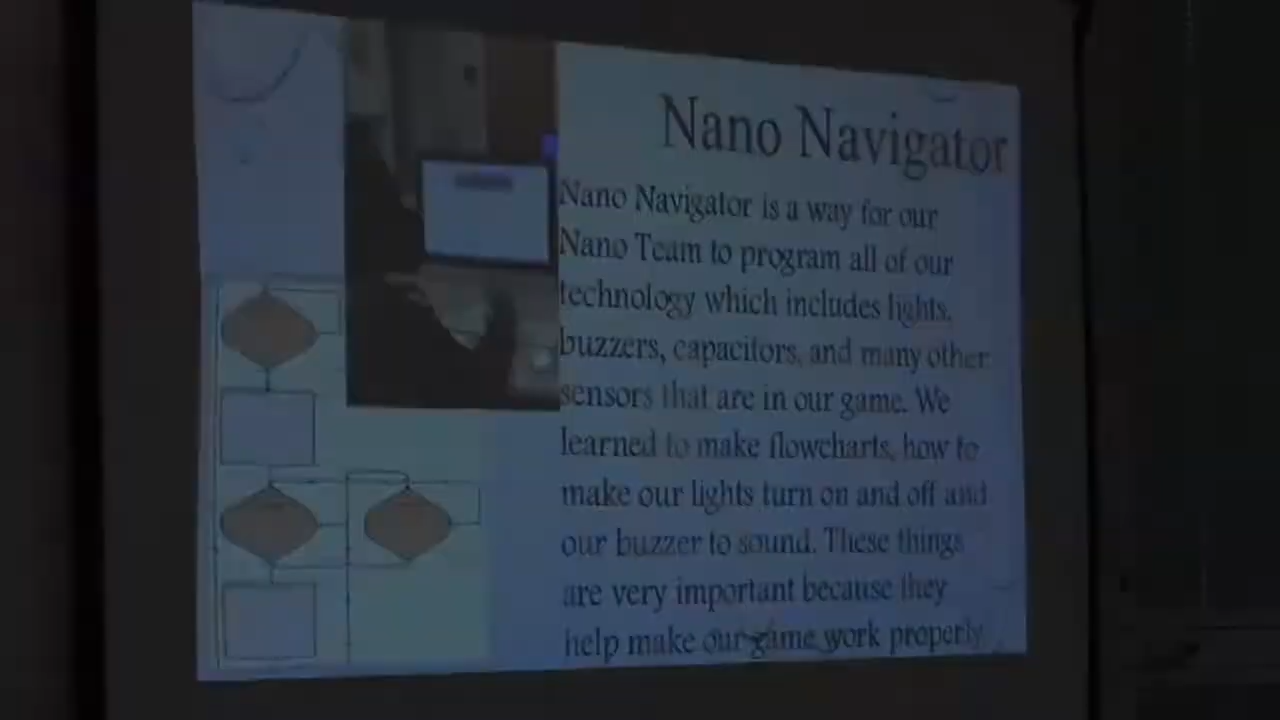 Nano Navigator
Nano Navigator is a way for our
Nano Team to program all of our
technology which includes lights,
buzzers, capacitors, and many other
sensors that are in our game. We
learned to make flowcharts, how to
make our lights turn on and off and
our buzzer to sound. These things
are very important because they
help make our game work properly